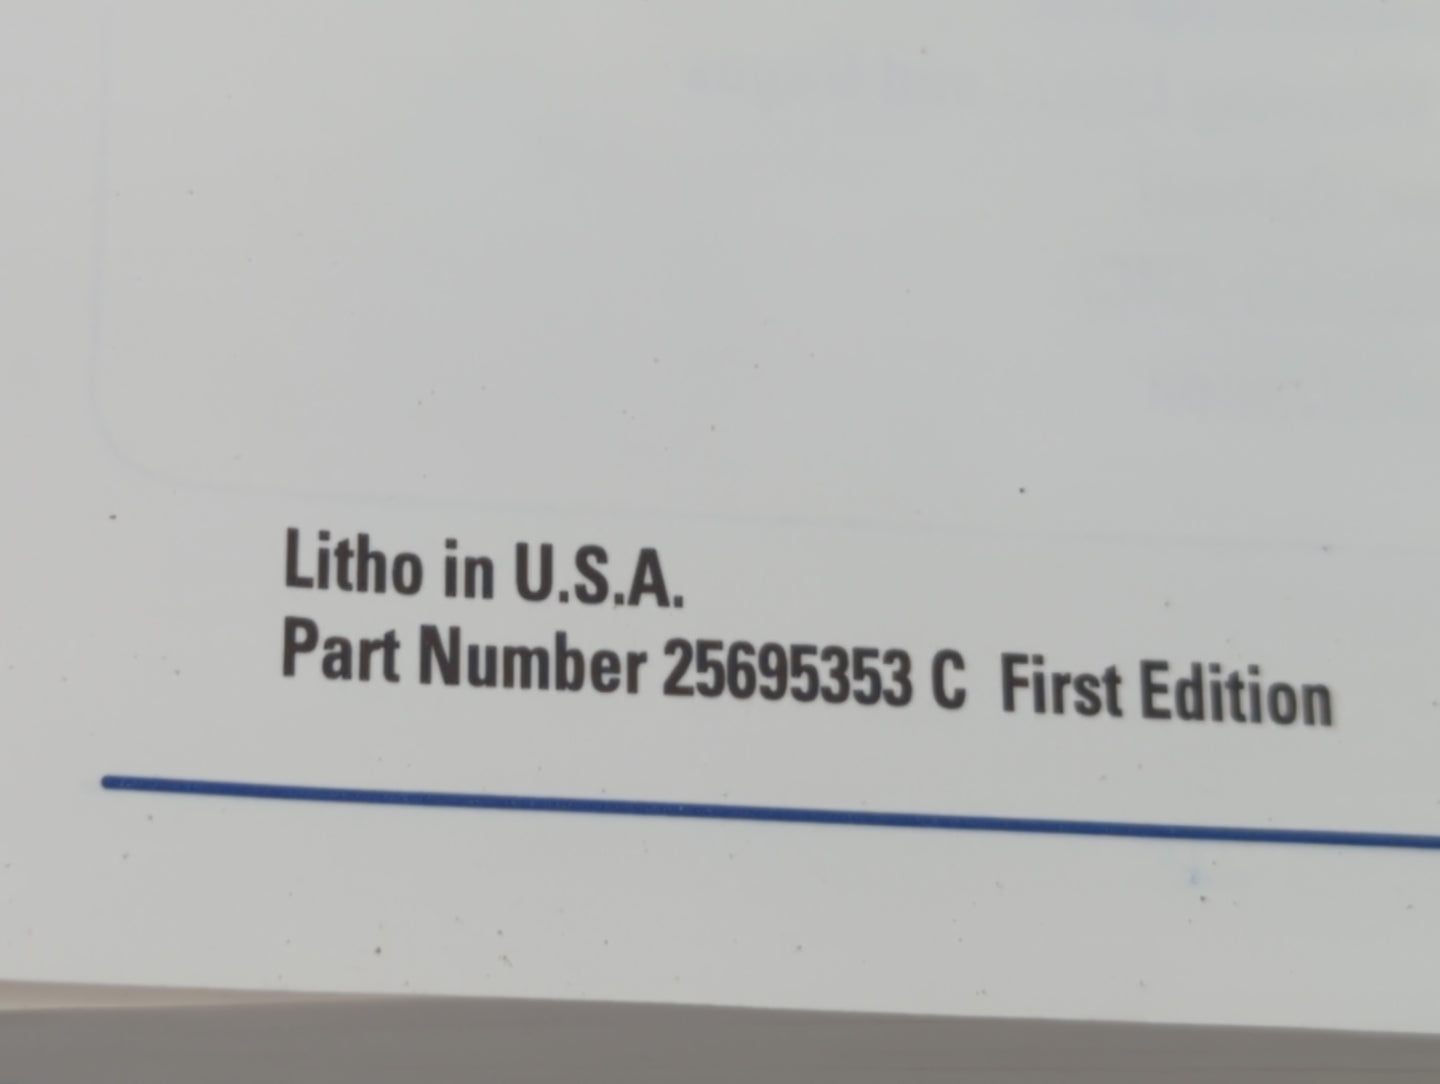 Litho in U.S.A.
Part Number 25695353 C First Edition